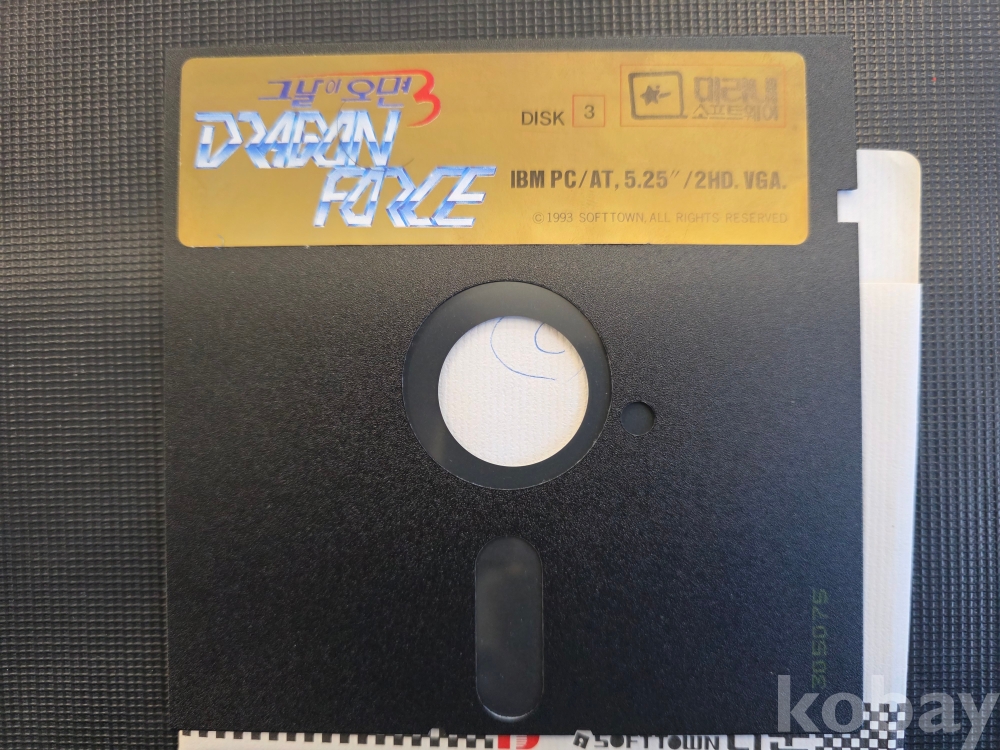 그날이 오면 3
DRAGON
FORCE
DISK 3
미리내
소프트웨어
IBM PC/AT, 5.25″/2HD. VGA.
© 1993 SOFTTOWN, ALL RIGHTS RESERVED
305075
kobay
SOFTTOWN